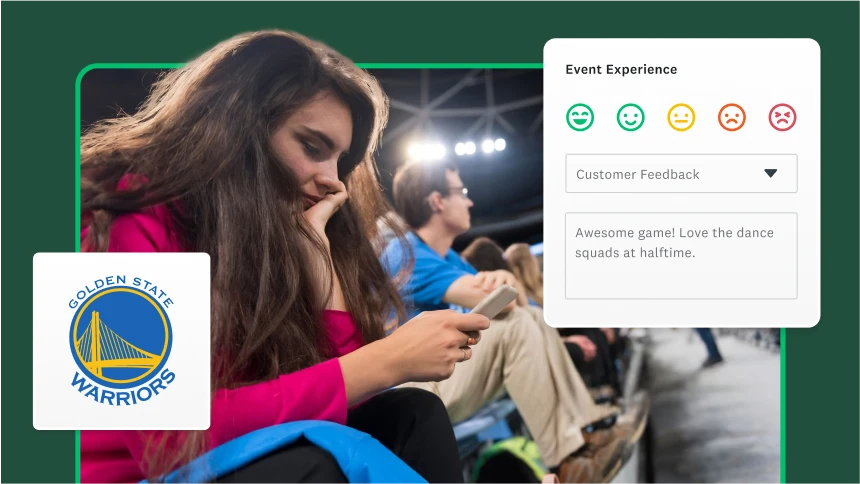 Event Experience
Customer Feedback
Awesome game! Love the dance
squads at halftime.
GOLDEN STATE
WARRIORS